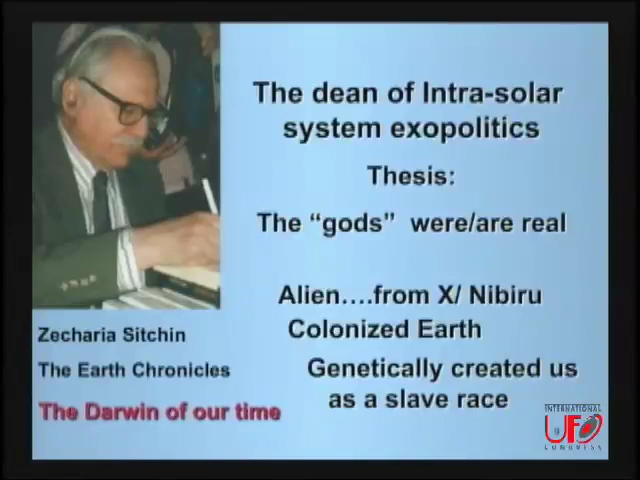 The dean of Intra-solar
system exopolitics
Thesis:
The “gods” were/are real
Alien....from X/ Nibiru
Colonized Earth
Genetically created us
as a slave race
Zecharia Sitchin
The Earth Chronicles
The Darwin of our time
INTERNATIONAL
UFO
CONGRESS